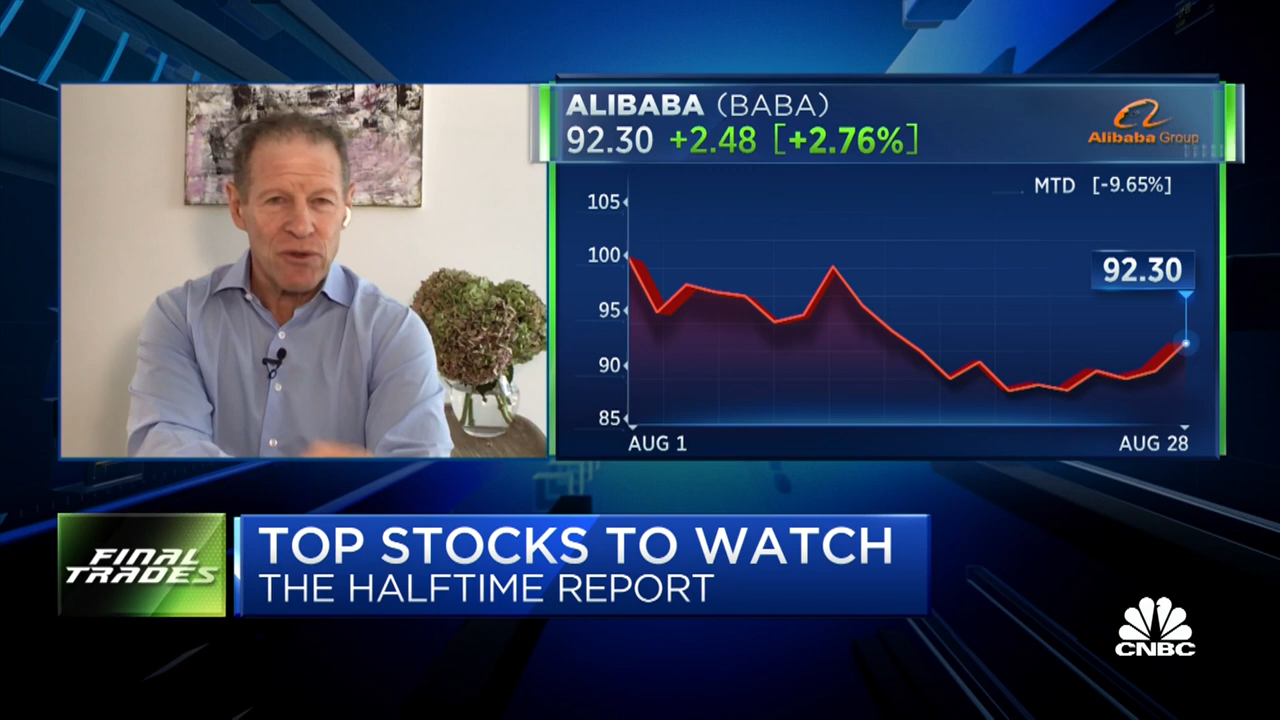 ALIBABA (BABA)
92.30 +2.48 [+2.76%]
Alibaba Group
MTD [-9.65%]
105
100
95
90
85
92.30
AUG 1
AUG 28
FINAL
TRADES
TOP STOCKS TO WATCH
THE HALFTIME REPORT
CNBC